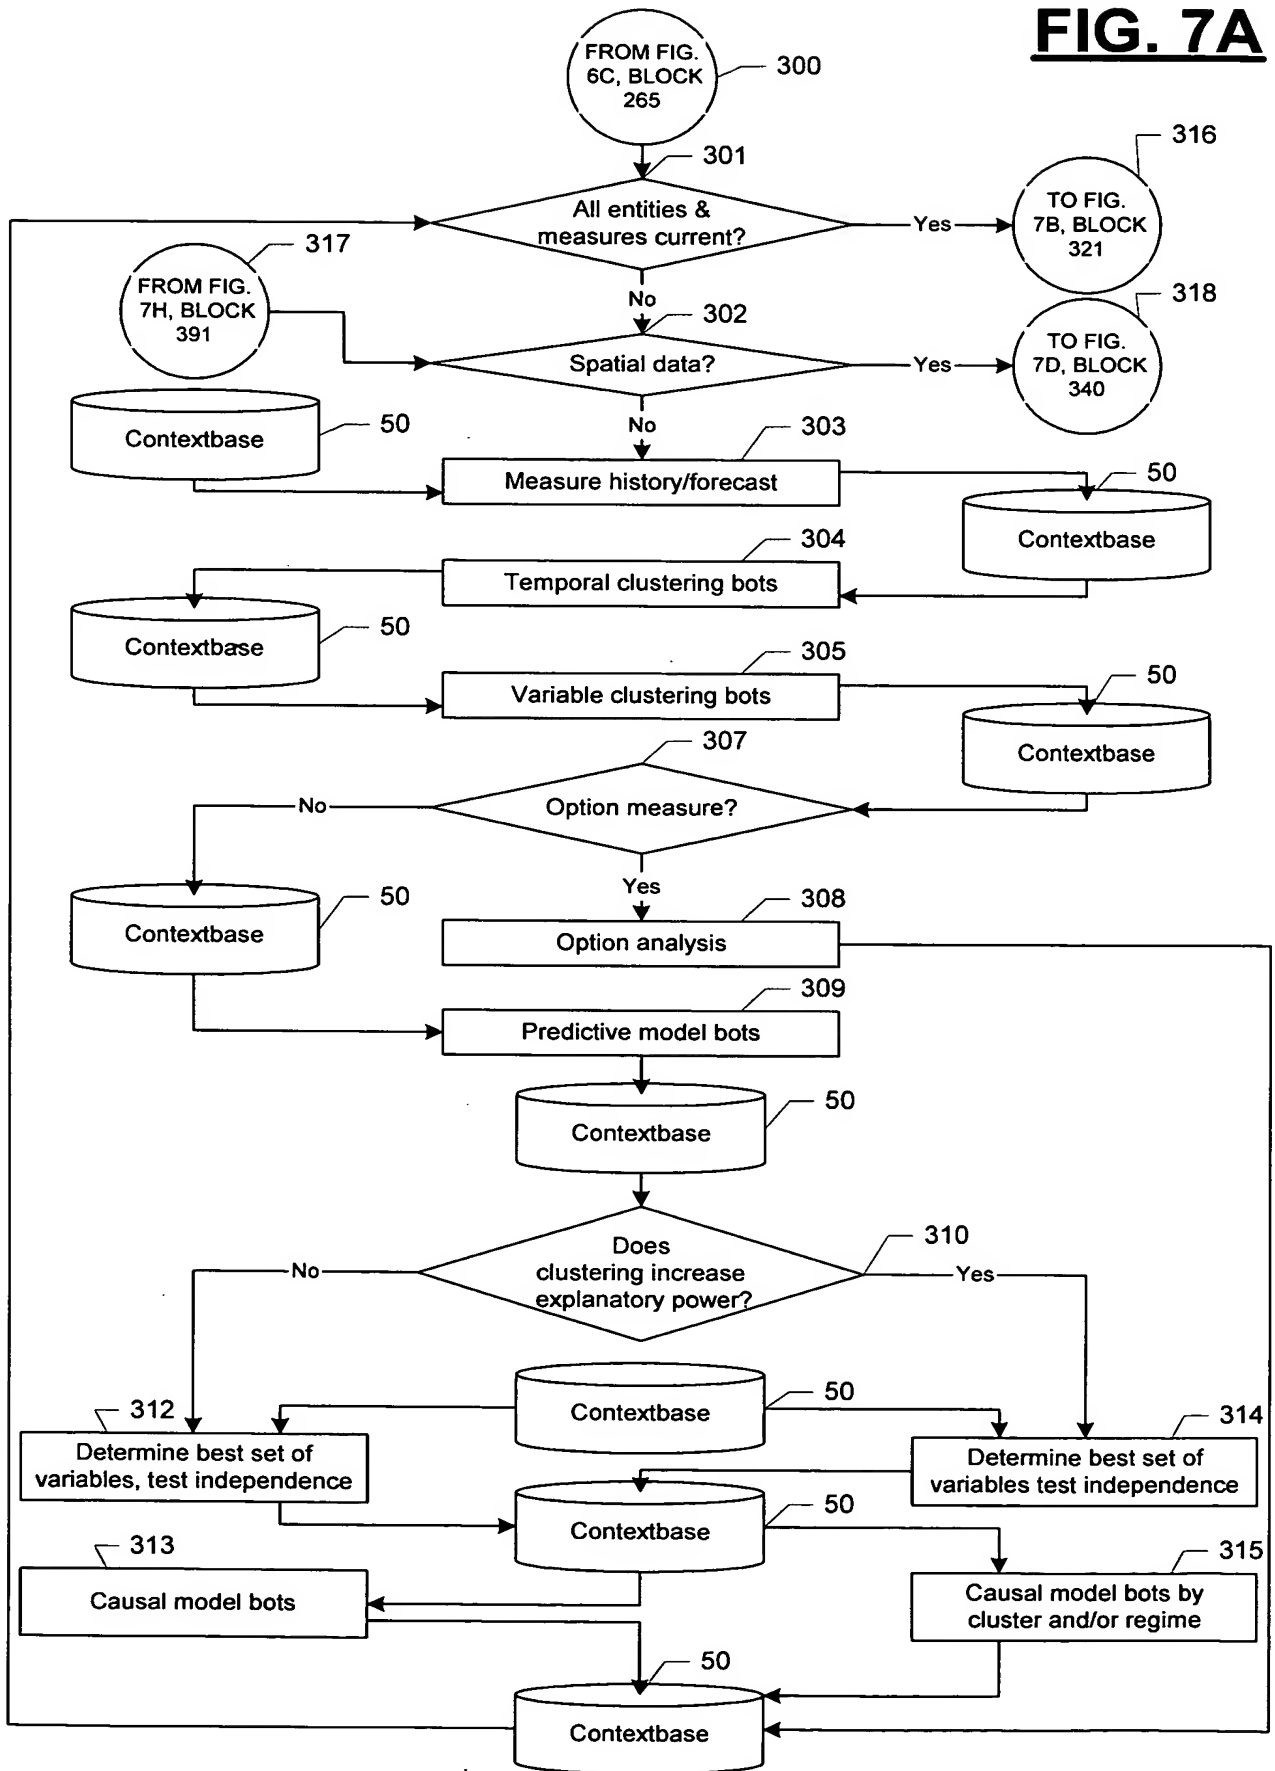 FIG. 7A
FROM FIG.
6C, BLOCK
265
300
301
316
All entities &
measures current?
Yes
TO FIG.
7B, BLOCK
321
317
FROM FIG.
7H, BLOCK
391
No
302
318
Spatial data?
Yes
TO FIG.
7D, BLOCK
340
50
Contextbase
No
303
Measure history/forecast
50
Contextbase
304
Temporal clustering bots
50
Contextbase
305
Variable clustering bots
50
Contextbase
307
No
Option measure?
50
Contextbase
Yes
308
Option analysis
309
Predictive model bots
50
Contextbase
310
Does
clustering increase
explanatory power?
No
Yes
50
Contextbase
312
Determine best set of
variables, test independence
314
Determine best set of
variables test independence
50
Contextbase
313
Causal model bots
315
Causal model bots by
cluster and/or regime
50
Contextbase